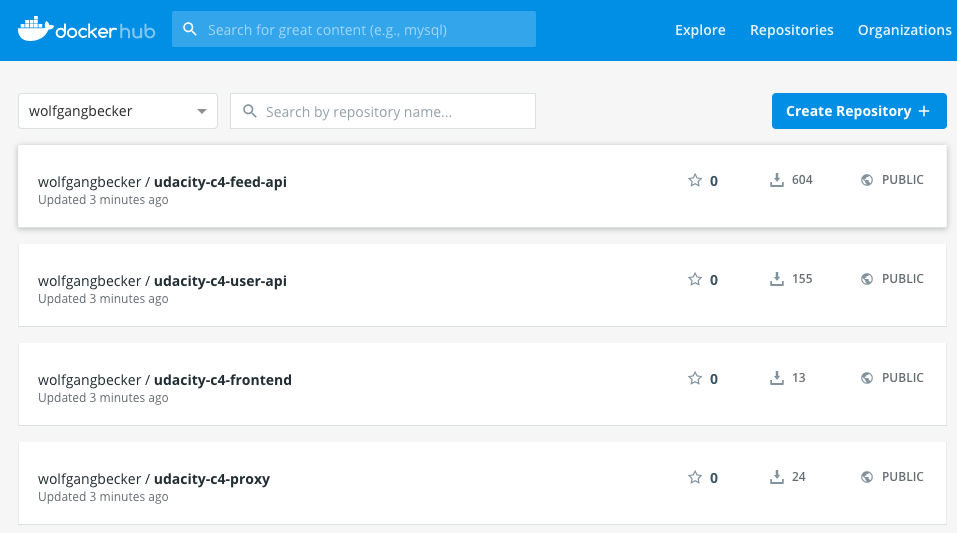 dockerhub Search for great content (e.g., mysql) Explore Repositories Organizations
wolfgangbecker Search by repository name... Create Repository +
wolfgangbecker / udacity-c4-feed-api 0 604 PUBLIC
Updated 3 minutes ago
wolfgangbecker / udacity-c4-user-api 0 155 PUBLIC
Updated 3 minutes ago
wolfgangbecker / udacity-c4-frontend 0 13 PUBLIC
Updated 3 minutes ago
wolfgangbecker / udacity-c4-proxy 0 24 PUBLIC
Updated 3 minutes ago